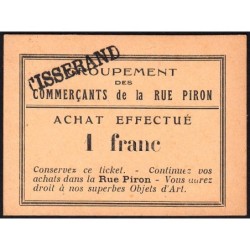 TISSERAND
GROUPEMENT
DES
COMMERÇANTS de la RUE PIRON
ACHAT EFFECTUÉ
1 franc
Conservez ce ticket. - Continuez vos
achats dans la Rue Piron - Vous aurez
droit à nos superbes Objets d'Art.